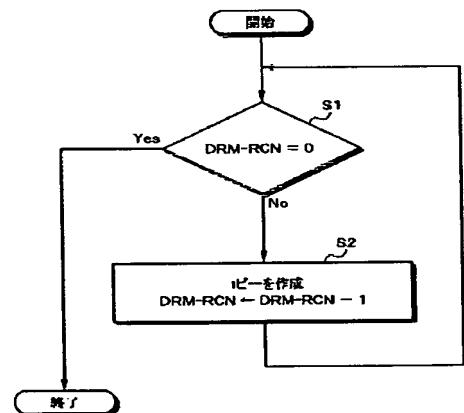 開始
S1
Yes
DRM-RCN = 0
No
S2
コピーを作成
DRM-RCN ← DRM-RCN − 1
終了